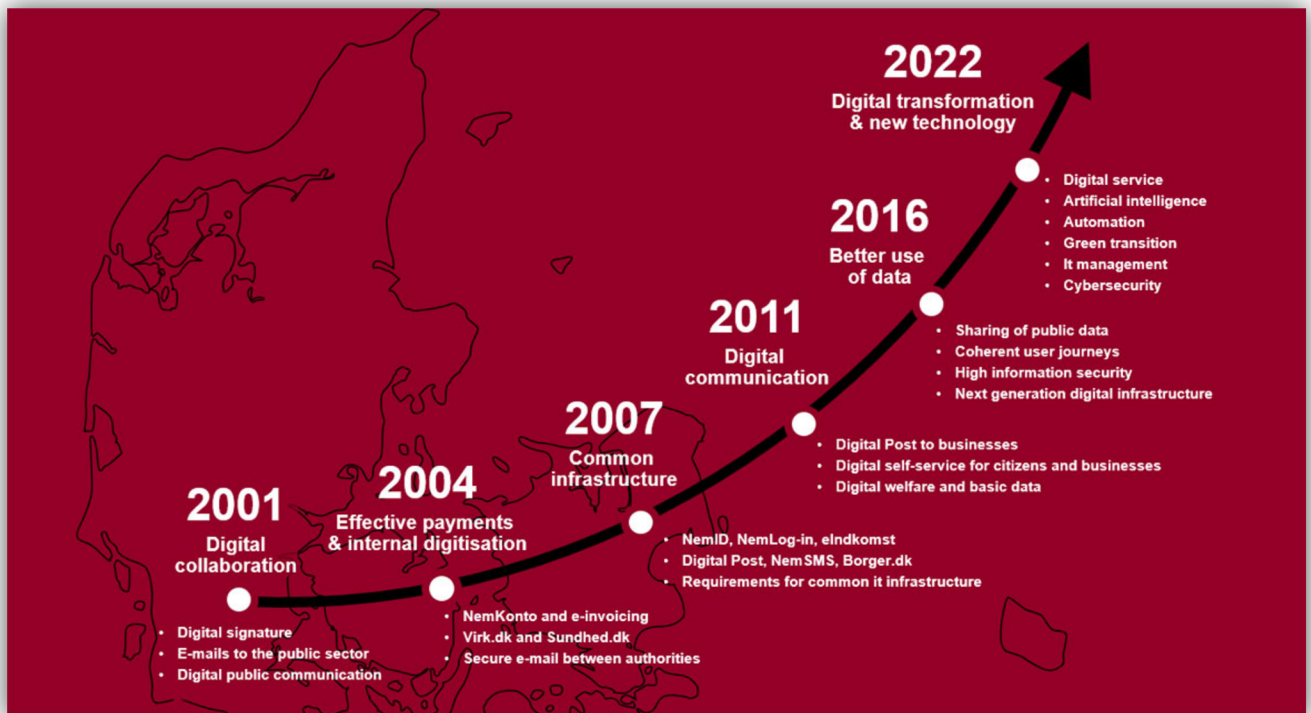 2001
Digital
collaboration
• Digital signature
• E-mails to the public sector
• Digital public communication
2004
Effective payments
& internal digitisation
• NemKonto and e-invoicing
• Virk.dk and Sundhed.dk
• Secure e-mail between authorities
2007
Common
infrastructure
• NemID, NemLog-in, eIndkomst
• Digital Post, NemSMS, Borger.dk
• Requirements for common it infrastructure
2011
Digital
communication
• Digital Post to businesses
• Digital self-service for citizens and businesses
• Digital welfare and basic data
2016
Better use
of data
• Sharing of public data
• Coherent user journeys
• High information security
• Next generation digital infrastructure
2022
Digital transformation
& new technology
• Digital service
• Artificial intelligence
• Automation
• Green transition
• It management
• Cybersecurity